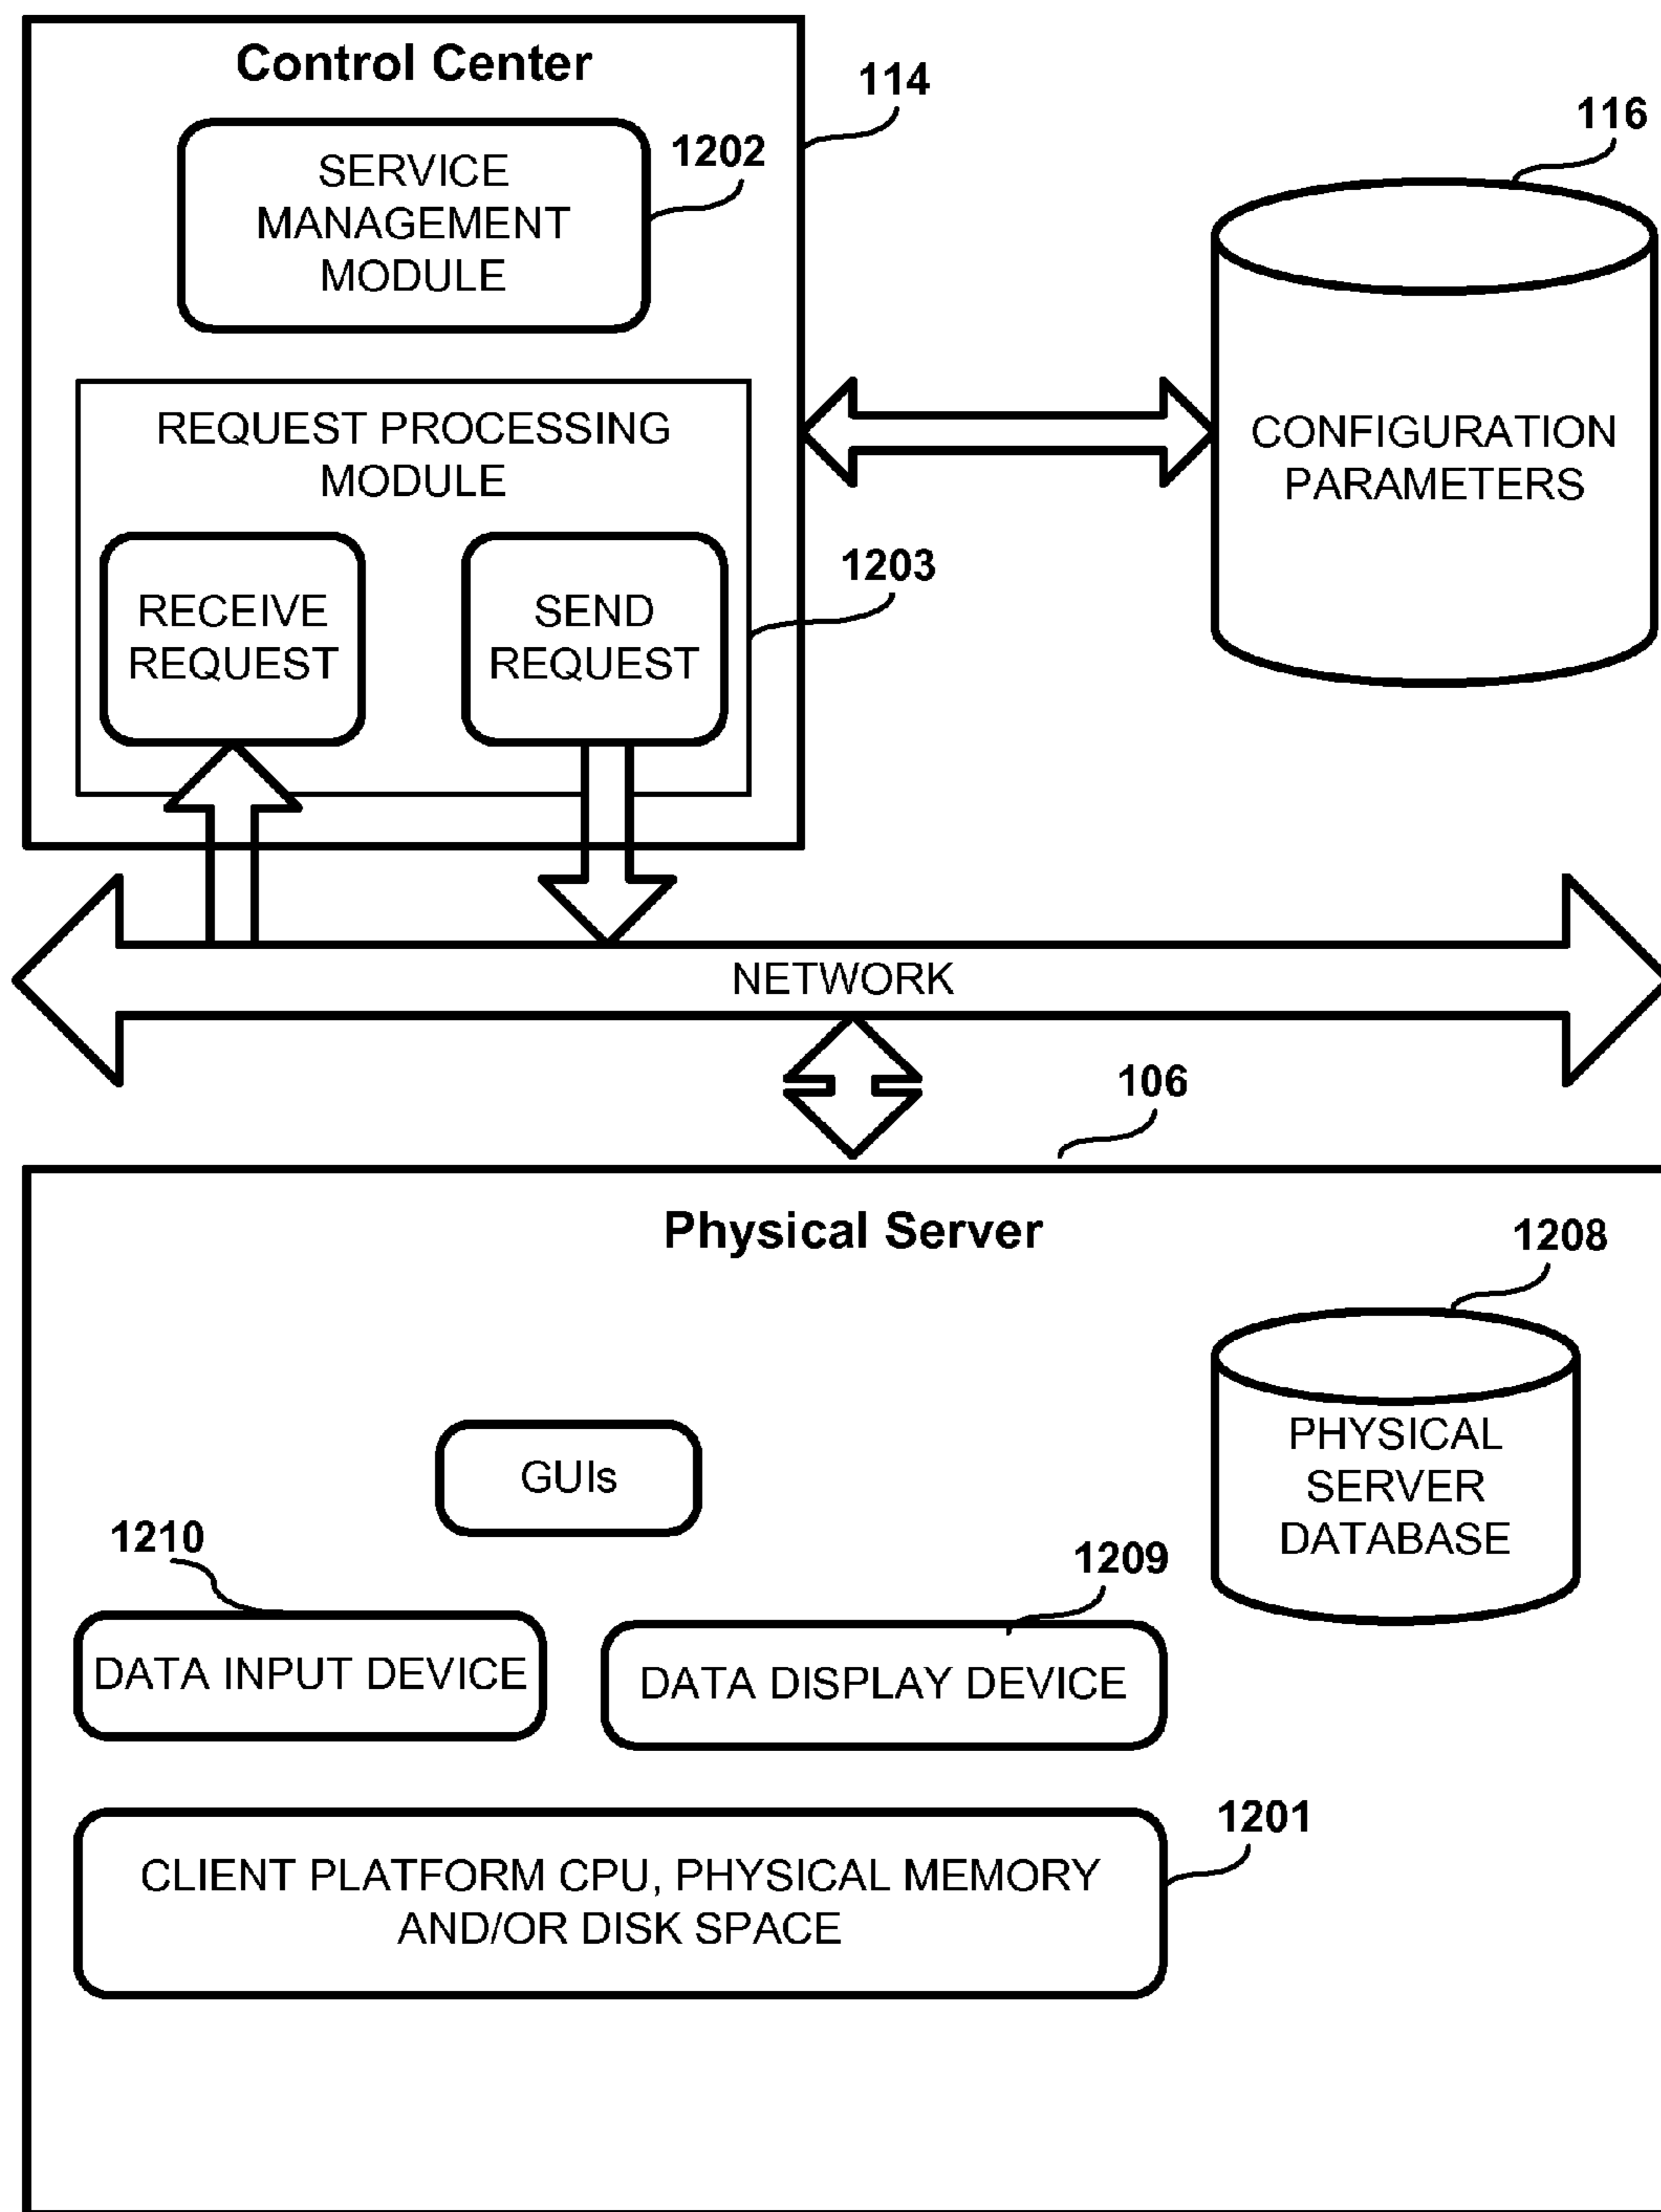 Control Center
114
116
SERVICE
MANAGEMENT
MODULE
1202
REQUEST PROCESSING
MODULE
CONFIGURATION
PARAMETERS
RECEIVE
REQUEST
SEND
REQUEST
1203
NETWORK
106
Physical Server
1208
PHYSICAL
SERVER
DATABASE
GUIs
1210
1209
DATA INPUT DEVICE
DATA DISPLAY DEVICE
1201
CLIENT PLATFORM CPU, PHYSICAL MEMORY
AND/OR DISK SPACE